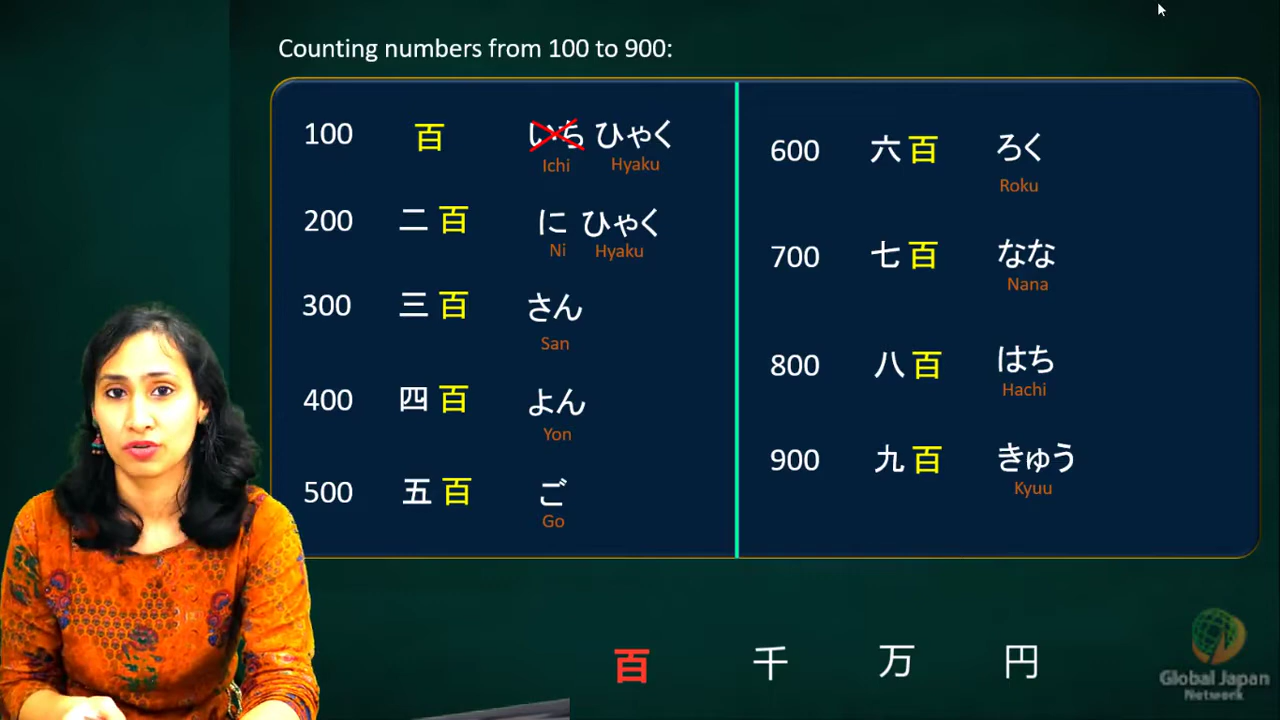 Counting numbers from 100 to 900:
100 百 いち ひゃく
Ichi Hyaku
200 二百 に ひゃく
Ni Hyaku
300 三百 さん
San
400 四百 よん
Yon
500 五百 ご
Go
600 六百 ろく
Roku
700 七百 なな
Nana
800 八百 はち
Hachi
900 九百 きゅう
Kyuu
百 千 万 円
Global Japan
Network